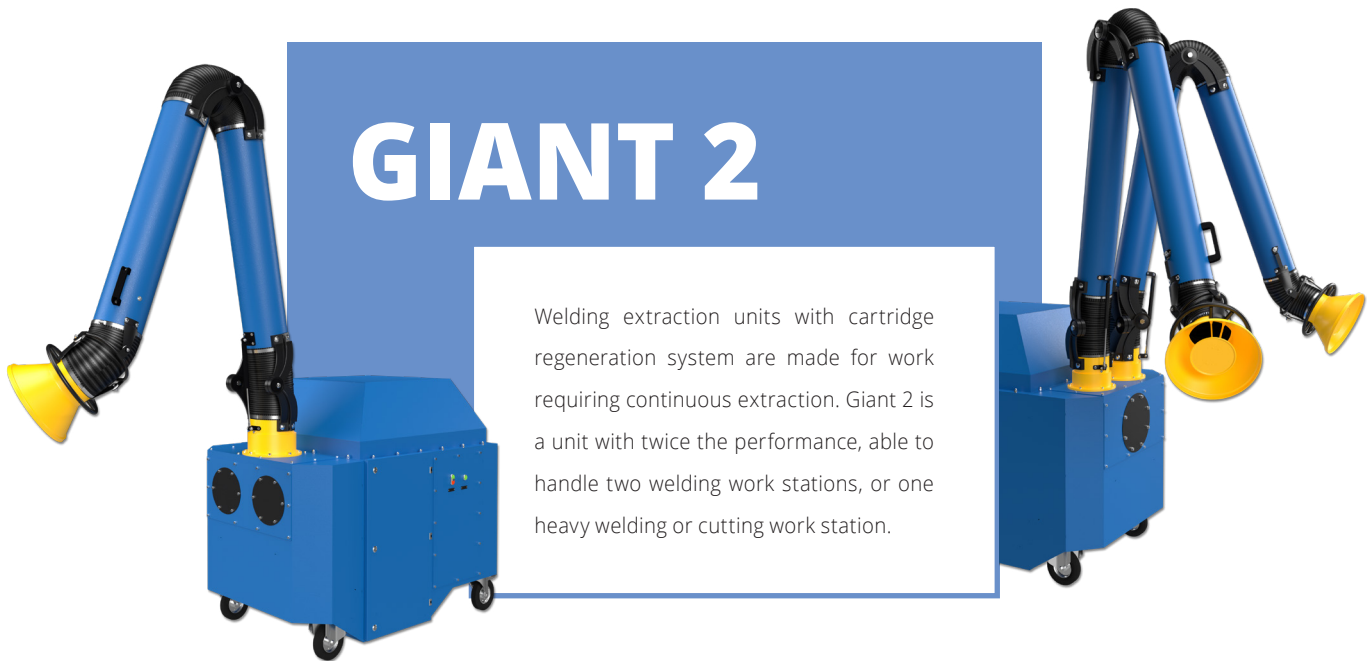 GIANT 2
Welding extraction units with cartridge
regeneration system are made for work
requiring continuous extraction. Giant 2 is
a unit with twice the performance, able to
handle two welding work stations, or one
heavy welding or cutting work station.